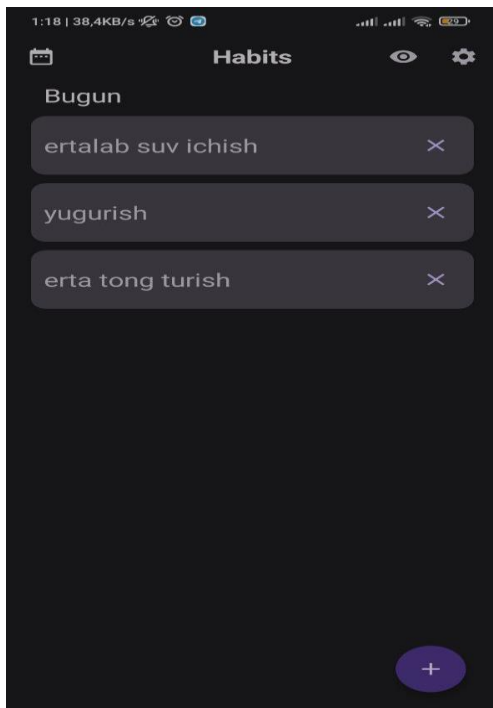 1:18 | 38,4KB/s
Habits
Bugun
ertalab suv ichish
yugurish
erta tong turish